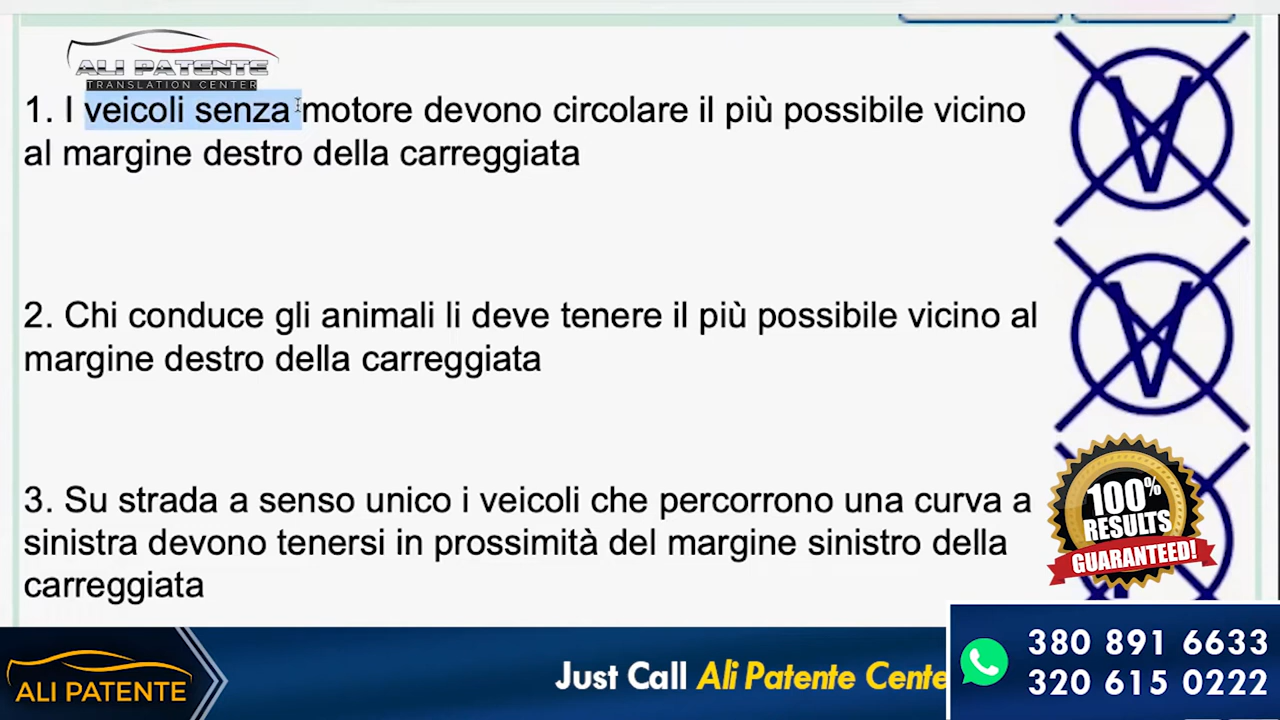 ALI PATENTE
TRANSLATION CENTER
1. I veicoli senza motore devono circolare il più possibile vicino
al margine destro della carreggiata
V
2. Chi conduce gli animali li deve tenere il più possibile vicino al
margine destro della carreggiata
V
3. Su strada a senso unico i veicoli che percorrono una curva a
sinistra devono tenersi in prossimità del margine sinistro della
carreggiata
100%
RESULTS
GUARANTEED!
ALI PATENTE
Just Call Ali Patente Cente
380 891 6633
320 615 0222